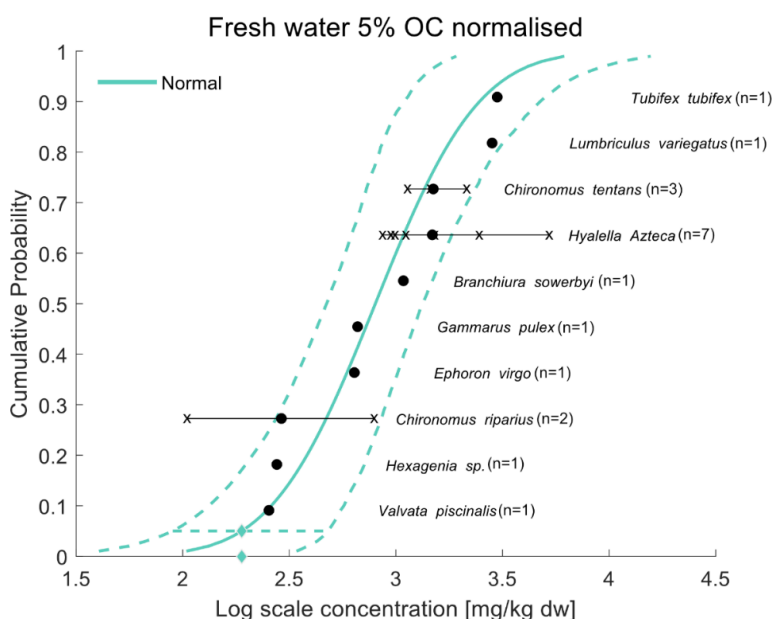 Fresh water 5% OC normalised
Normal
Cumulative Probability
1
0.9
0.8
0.7
0.6
0.5
0.4
0.3
0.2
0.1
0
Tubifex tubifex (n=1)
Lumbriculus variegatus (n=1)
Chironomus tentans (n=3)
Hyalella Azteca (n=7)
Branchiura sowerbyi (n=1)
Gammarus pulex (n=1)
Ephoron virgo (n=1)
Chironomus riparius (n=2)
Hexagenia sp. (n=1)
Valvata piscinalis (n=1)
1.5 2 2.5 3 3.5 4 4.5
Log scale concentration [mg/kg dw]